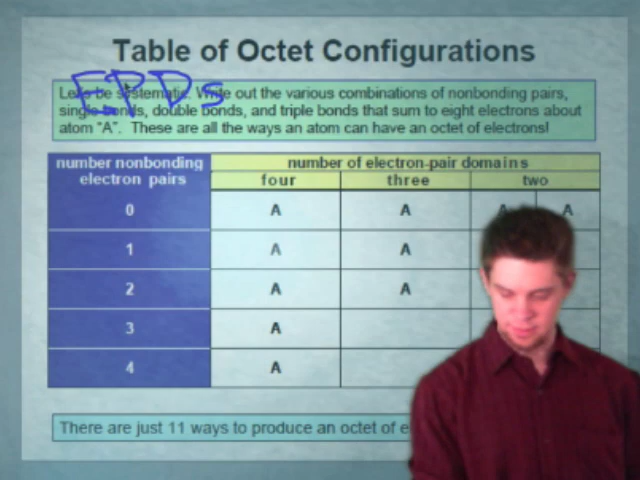 Table of Octet Configurations
EPDs
Let's be systematic. Write out the various combinations of nonbonding pairs,
single bonds, double bonds, and triple bonds that sum to eight electrons about
atom "A". These are all the ways an atom can have an octet of electrons!
number nonbonding electron pairs number of electron-pair domains
four three two
0 A A A A
1 A A
2 A A
3 A
4 A
There are just 11 ways to produce an octet of